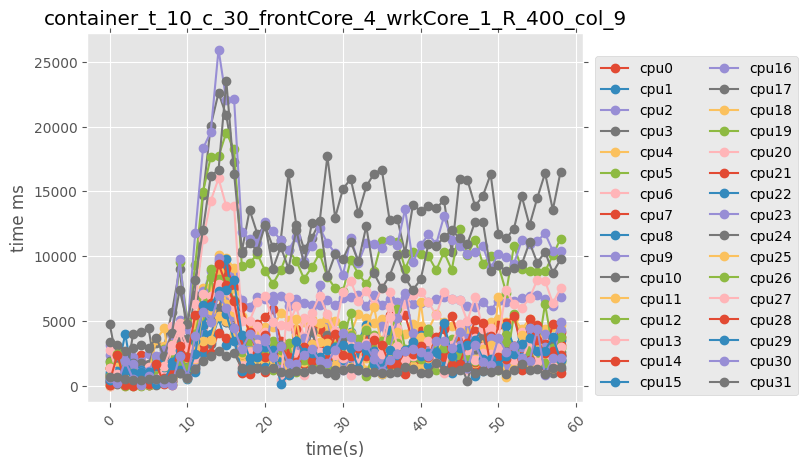 container_t_10_c_30_frontCore_4_wrkCore_1_R_400_col_9
time ms
25000
20000
15000
10000
5000
0
0
10
20
30
40
50
60
time(s)
cpu0
cpu1
cpu2
cpu3
cpu4
cpu5
cpu6
cpu7
cpu8
cpu9
cpu10
cpu11
cpu12
cpu13
cpu14
cpu15
cpu16
cpu17
cpu18
cpu19
cpu20
cpu21
cpu22
cpu23
cpu24
cpu25
cpu26
cpu27
cpu28
cpu29
cpu30
cpu31